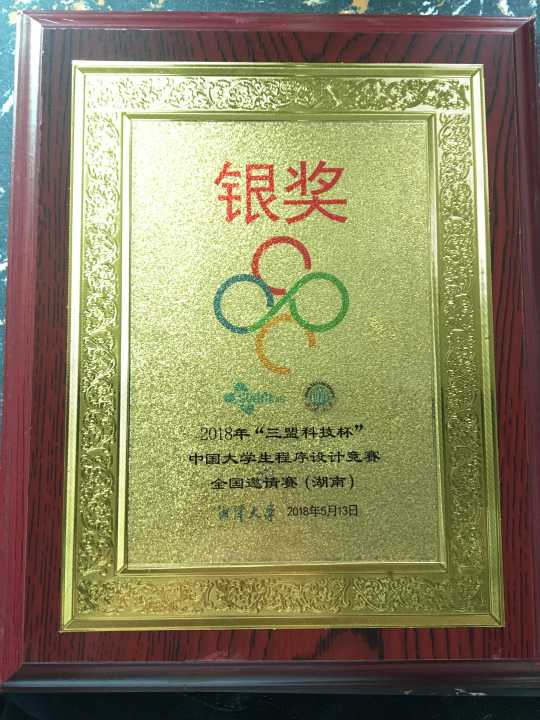 银奖
2018年“三盟科技杯”
中国大学生程序设计竞赛
全国邀请赛(湖南)
湘潭大学 2018年5月13日